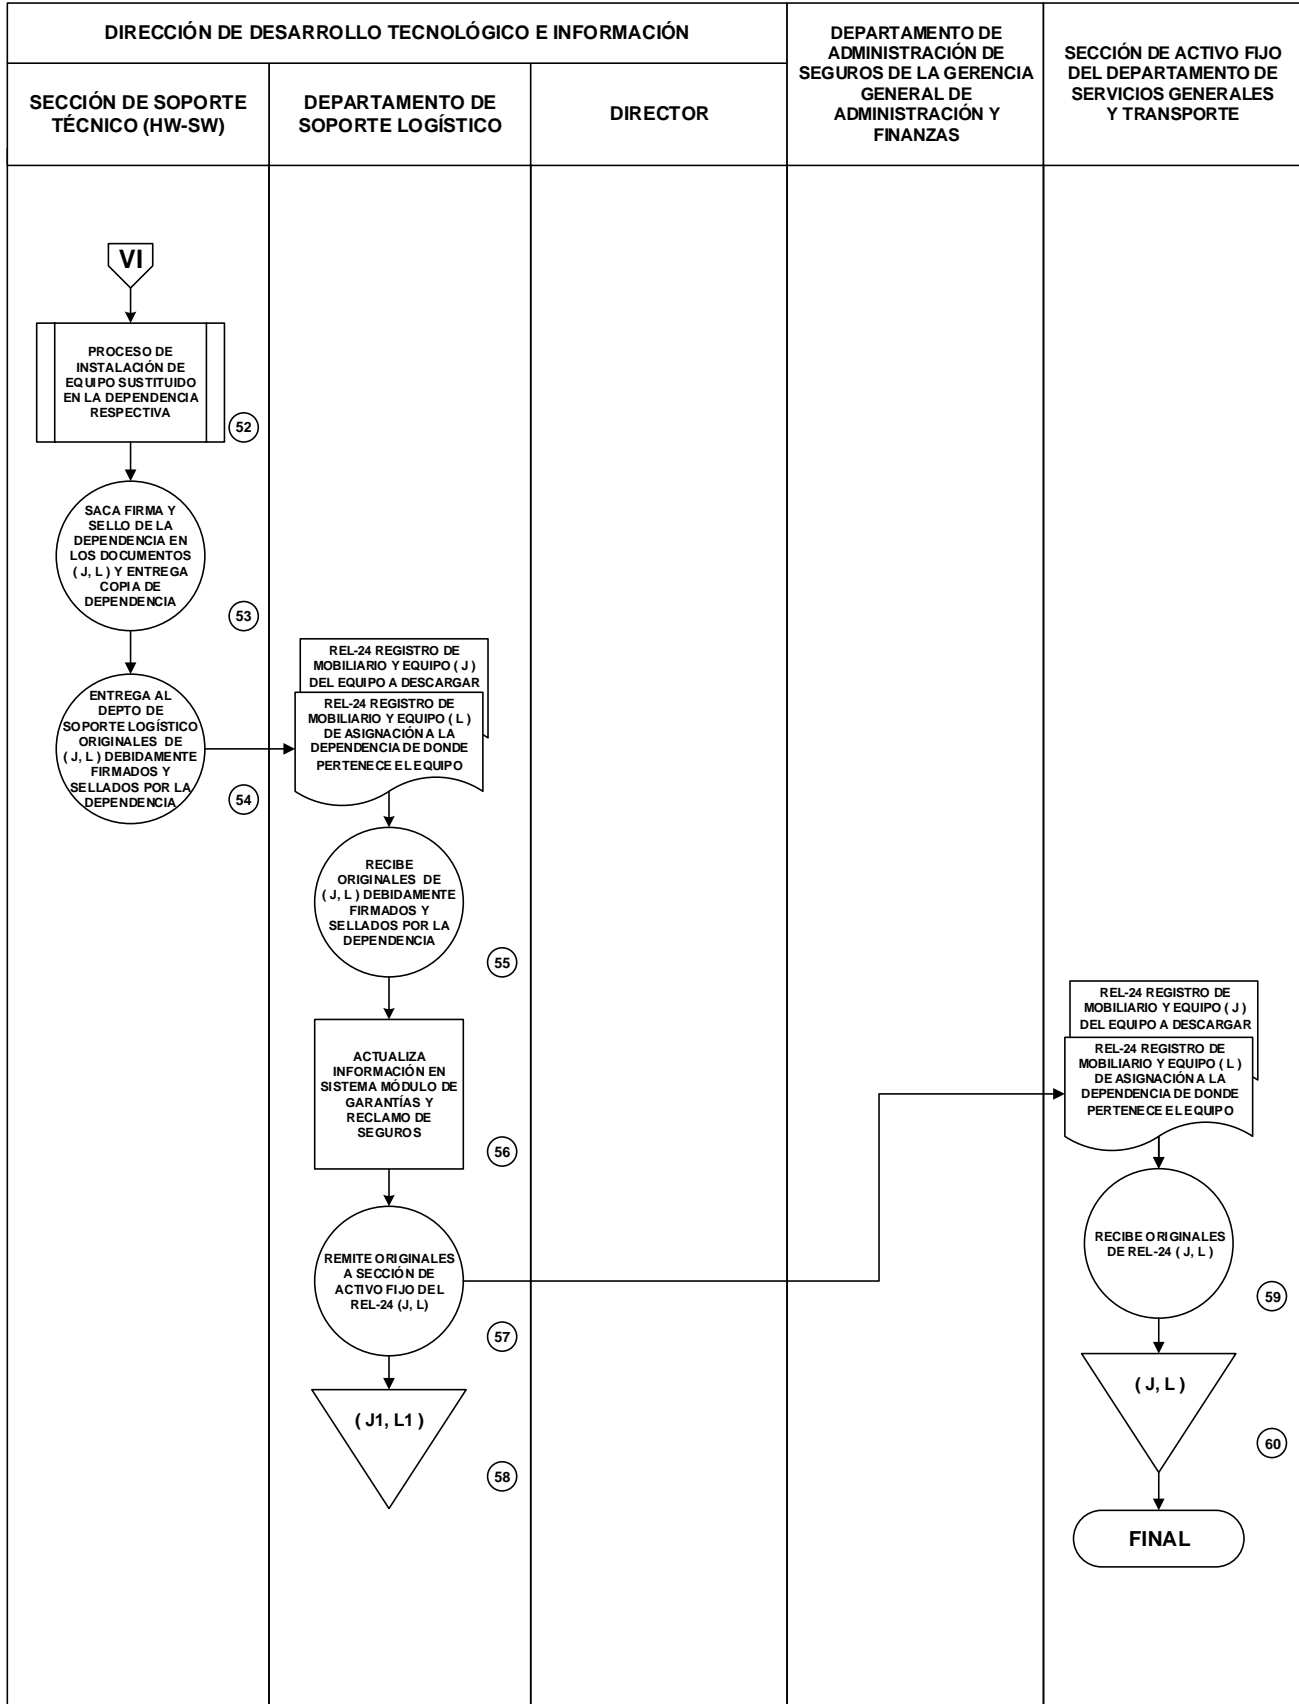 DIRECCIÓN DE DESARROLLO TECNOLÓGICO E INFORMACIÓN
SECCIÓN DE SOPORTE
TÉCNICO (HW-SW)
DEPARTAMENTO DE
SOPORTE LOGÍSTICO
DIRECTOR
DEPARTAMENTO DE
ADMINISTRACIÓN DE
SEGUROS DE LA GERENCIA
GENERAL DE
ADMINISTRACIÓN Y
FINANZAS
SECCIÓN DE ACTIVO FIJO
DEL DEPARTAMENTO DE
SERVICIOS GENERALES
Y TRANSPORTE
VI
PROCESO DE
INSTALACIÓN DE
EQUIPO SUSTITUIDO
EN LA DEPENDENCIA
RESPECTIVA
52
SACA FIRMA Y
SELLO DE LA
DEPENDENCIA EN
LOS DOCUMENTOS
( J, L ) Y ENTREGA
COPIA DE
DEPENDENCIA
53
ENTREGA AL
DEPTO DE
SOPORTE LOGÍSTICO
ORIGINALES DE
( J, L ) DEBIDAMENTE
FIRMADOS Y
SELLADOS POR LA
DEPENDENCIA
54
REL-24 REGISTRO DE
MOBILIARIO Y EQUIPO ( J )
DEL EQUIPO A DESCARGAR
REL-24 REGISTRO DE
MOBILIARIO Y EQUIPO ( L )
DE ASIGNACIÓN A LA
DEPENDENCIA DE DONDE
PERTENECE EL EQUIPO
RECIBE
ORIGINALES DE
( J, L ) DEBIDAMENTE
FIRMADOS Y
SELLADOS POR LA
DEPENDENCIA
55
ACTUALIZA
INFORMACIÓN EN
SISTEMA MÓDULO DE
GARANTÍAS Y
RECLAMO DE
SEGUROS
56
REMITE ORIGINALES
A SECCIÓN DE
ACTIVO FIJO DEL
REL-24 (J, L)
57
( J1, L1 )
58
REL-24 REGISTRO DE
MOBILIARIO Y EQUIPO ( J )
DEL EQUIPO A DESCARGAR
REL-24 REGISTRO DE
MOBILIARIO Y EQUIPO ( L )
DE ASIGNACIÓN A LA
DEPENDENCIA DE DONDE
PERTENECE EL EQUIPO
RECIBE ORIGINALES
DE REL-24 ( J, L )
59
( J, L )
60
FINAL